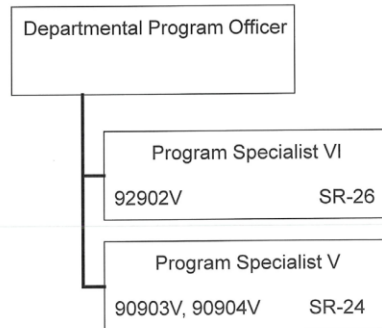 Departmental Program Officer
Program Specialist VI
92902V SR-26
Program Specialist V
90903V, 90904V SR-24